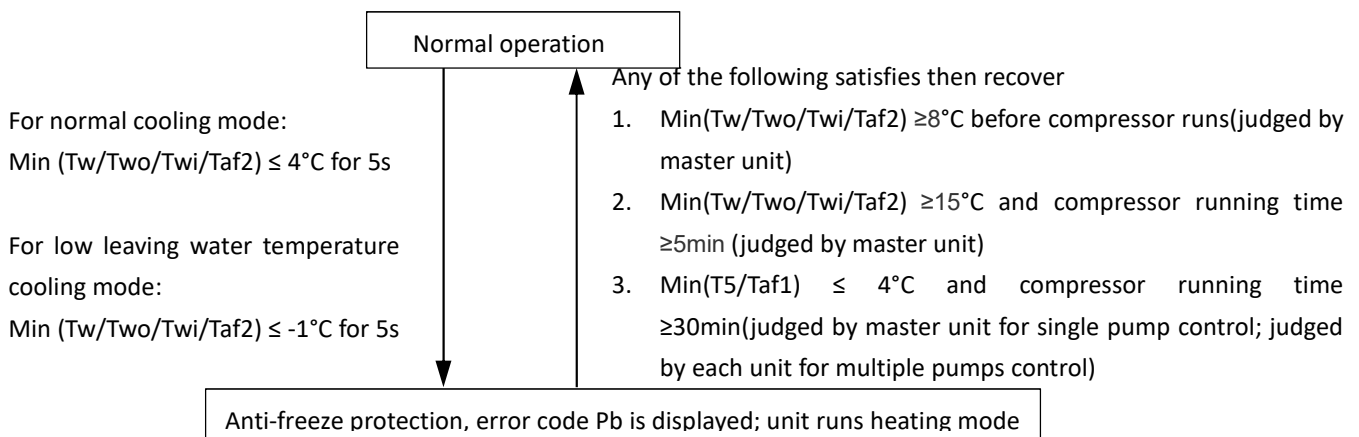 Normal operation
For normal cooling mode:
Min (Tw/Two/Twi/Taf2) ≤ 4°C for 5s
For low leaving water temperature
cooling mode:
Min (Tw/Two/Twi/Taf2) ≤ -1°C for 5s
Any of the following satisfies then recover
1. Min(Tw/Two/Twi/Taf2) ≥8°C before compressor runs(judged by
master unit)
2. Min(Tw/Two/Twi/Taf2) ≥15°C and compressor running time
≥5min (judged by master unit)
3. Min(T5/Taf1) ≤ 4°C and compressor running time
≥30min(judged by master unit for single pump control; judged
by each unit for multiple pumps control)
Anti-freeze protection, error code Pb is displayed; unit runs heating mode